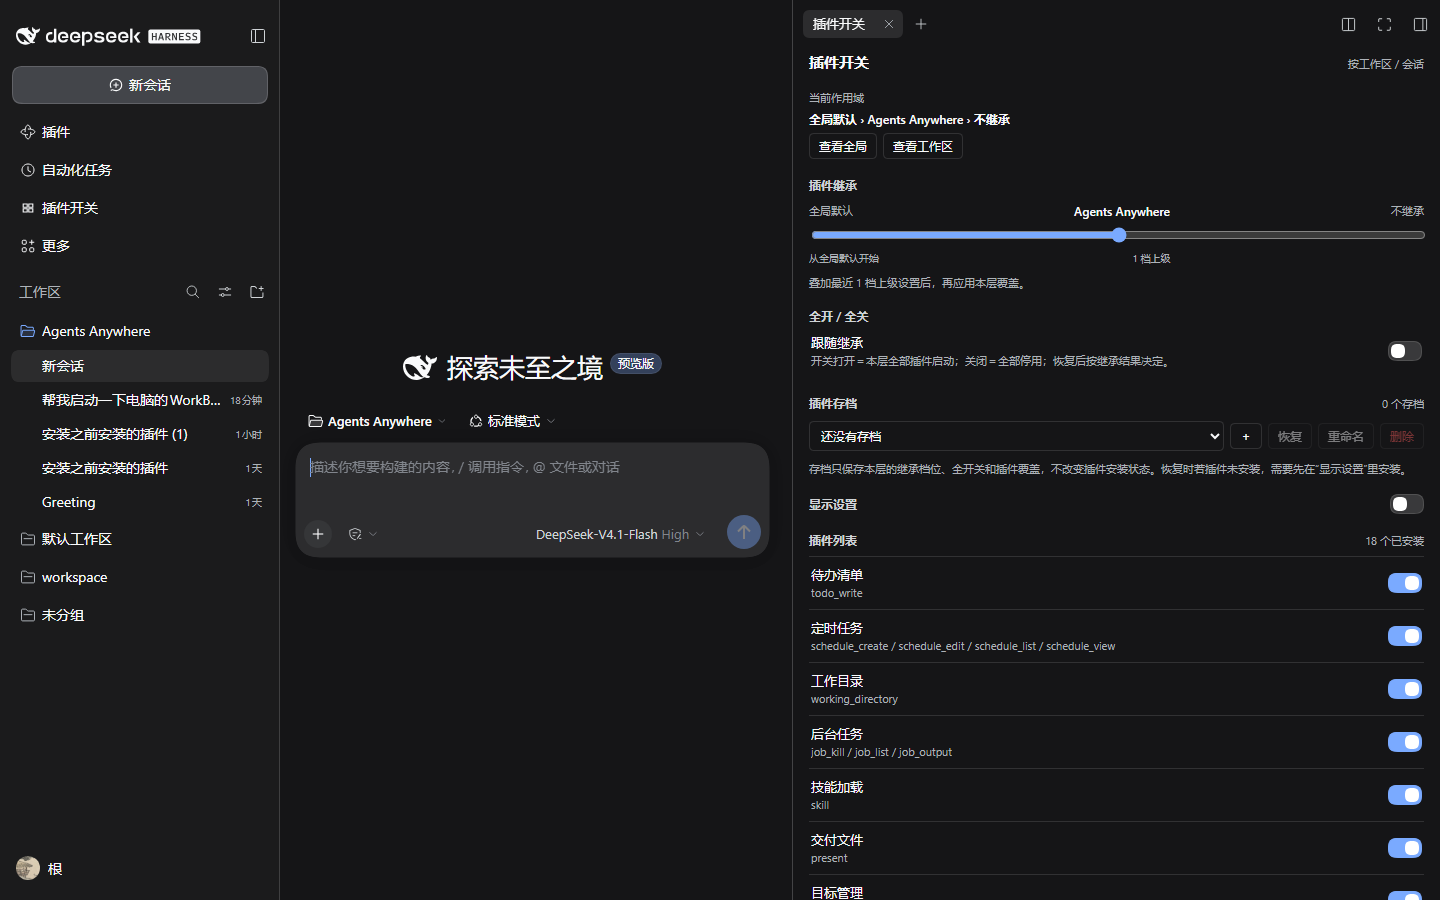 deepseek HARNESS
新会话
插件
自动化任务
插件开关
更多
工作区
Agents Anywhere
新会话
帮我启动一下电脑的 WorkB... 18分钟
安装之前安装的插件 (1) 1小时
安装之前安装的插件 1天
Greeting 1天
默认工作区
workspace
未分组
根
探索未至之境 预览版
Agents Anywhere 标准模式
描述你想要构建的内容, / 调用指令, @ 文件或对话
DeepSeek-V4.1-Flash High
插件开关
插件开关 按工作区 / 会话
当前作用域
全局默认 › Agents Anywhere › 不继承
查看全局 查看工作区
插件继承
全局默认 Agents Anywhere 不继承
从全局默认开始 1 档上级
叠加最近 1 档上级设置后，再应用本层覆盖。
全开 / 全关
跟随继承
开关打开＝本层全部插件启动；关闭＝全部停用；恢复后按继承结果决定。
插件存档 0 个存档
还没有存档 + 恢复 重命名 删除
存档只保存本层的继承档位、全开关和插件覆盖，不改变插件安装状态。恢复时若插件未安装，需要先在“显示设置”里安装。
显示设置
插件列表 18 个已安装
待办清单
todo_write
定时任务
schedule_create / schedule_edit / schedule_list / schedule_view
工作目录
working_directory
后台任务
job_kill / job_list / job_output
技能加载
skill
交付文件
present
目标管理